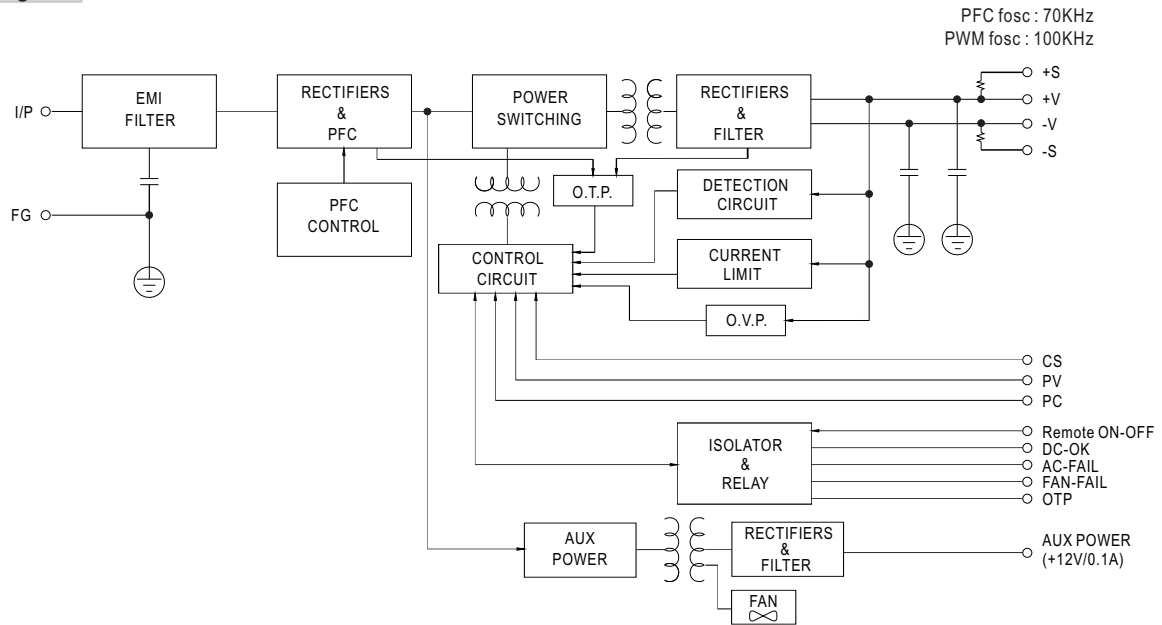 PFC fosc : 70KHz
PWM fosc : 100KHz
I/P
EMI
FILTER
RECTIFIERS
&
PFC
POWER
SWITCHING
RECTIFIERS
&
FILTER
+S
+V
-V
-S
FG
PFC
CONTROL
O.T.P.
DETECTION
CIRCUIT
CONTROL
CIRCUIT
CURRENT
LIMIT
O.V.P.
CS
PV
PC
ISOLATOR
&
RELAY
Remote ON-OFF
DC-OK
AC-FAIL
FAN-FAIL
OTP
AUX
POWER
RECTIFIERS
&
FILTER
AUX POWER
(+12V/0.1A)
FAN